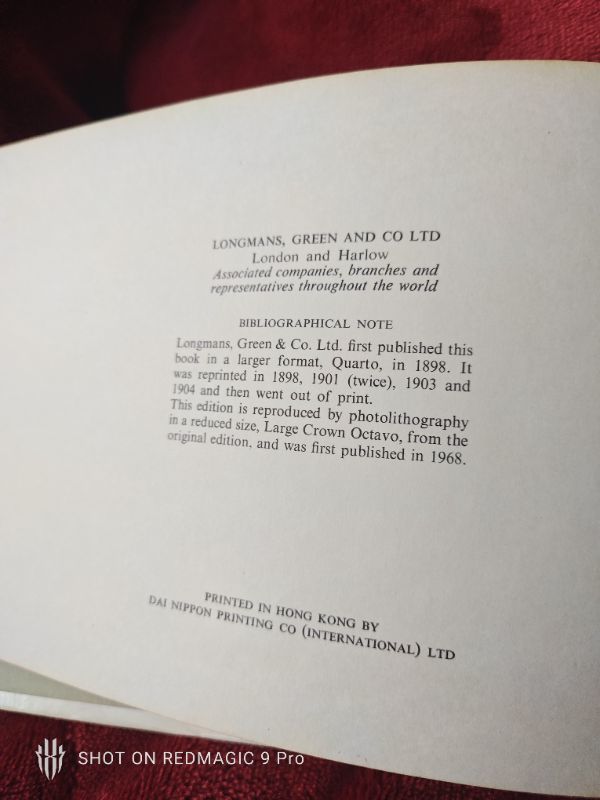 LONGMANS, GREEN AND CO LTD
London and Harlow
Associated companies, branches and
representatives throughout the world
BIBLIOGRAPHICAL NOTE
Longmans, Green & Co. Ltd. first published this
book in a larger format, Quarto, in 1898. It
was reprinted in 1898, 1901 (twice), 1903 and
1904 and then went out of print.
This edition is reproduced by photolithography
in a reduced size, Large Crown Octavo, from the
original edition, and was first published in 1968.
PRINTED IN HONG KONG BY
DAI NIPPON PRINTING CO (INTERNATIONAL) LTD
SHOT ON REDMAGIC 9 Pro